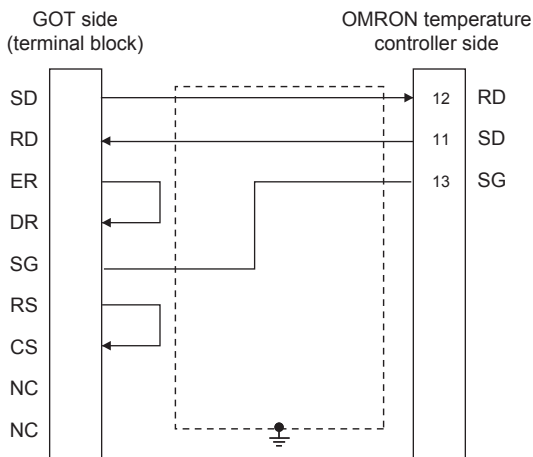 GOT side
(terminal block)
OMRON temperature
controller side
SD
12 RD
RD
11 SD
ER
13 SG
DR
SG
RS
CS
NC
NC